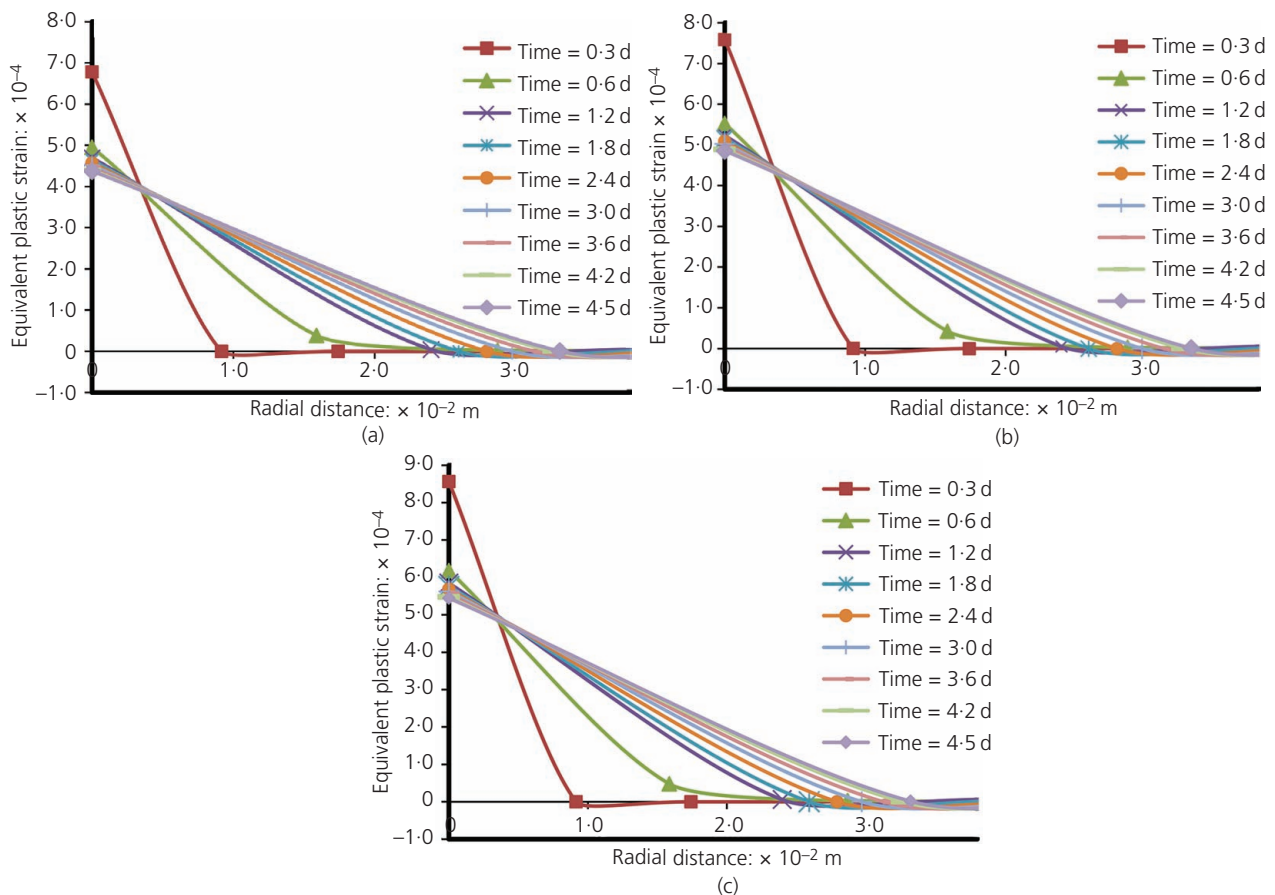 8·0
7·0
6·0
5·0
4·0
3·0
2·0
1·0
0
−1·0
Equivalent plastic strain: × 10⁻⁴
0
1·0
2·0
3·0
Radial distance: × 10⁻² m
Time = 0·3 d
Time = 0·6 d
Time = 1·2 d
Time = 1·8 d
Time = 2·4 d
Time = 3·0 d
Time = 3·6 d
Time = 4·2 d
Time = 4·5 d
(a)
8·0
7·0
6·0
5·0
4·0
3·0
2·0
1·0
0
−1·0
Equivalent plastic strain × 10⁻⁴
0
1·0
2·0
3·0
Radial distance: × 10⁻² m
Time = 0·3 d
Time = 0·6 d
Time = 1·2 d
Time = 1·8 d
Time = 2·4 d
Time = 3·0 d
Time = 3·6 d
Time = 4·2 d
Time = 4·5 d
(b)
9·0
8·0
7·0
6·0
5·0
4·0
3·0
2·0
1·0
0
−1·0
Equivalent plastic strain: × 10⁻⁴
0
1·0
2·0
3·0
Radial distance: × 10⁻² m
Time = 0·3 d
Time = 0·6 d
Time = 1·2 d
Time = 1·8 d
Time = 2·4 d
Time = 3·0 d
Time = 3·6 d
Time = 4·2 d
Time = 4·5 d
(c)